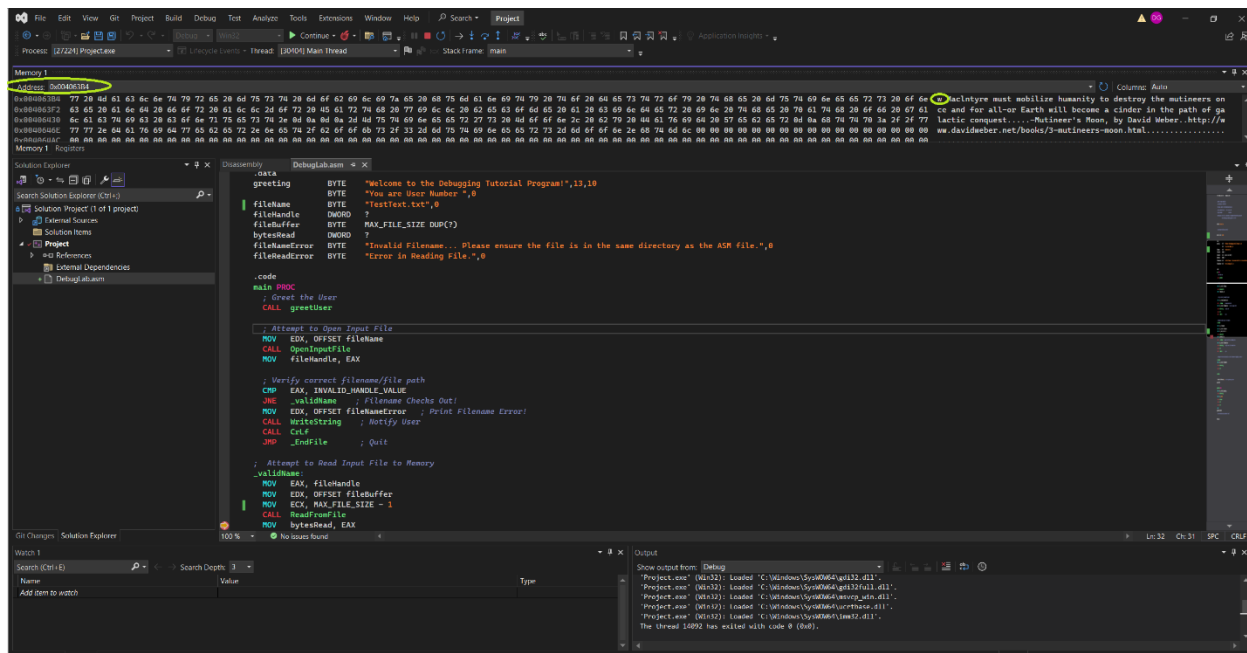 File Edit View Git Project Build Debug Test Analyze Tools Extensions Window Help Search Project DG
Debug Win32 Continue Application Insights
Process: [27224] Project.exe Lifecycle Events Thread: [30404] Main Thread Stack Frame: main
Memory 1
Address: 0x004063B4 Columns: Auto
w MacIntyre must mobilize humanity to destroy the mutineers on
ce and for all-or Earth will become a cinder in the path of ga
lactic conquest.....-Mutineer's Moon, by David Weber..http://w
ww.davidweber.net/books/3-mutineers-moon.html................
Memory 1 Registers
Solution Explorer
Search Solution Explorer (Ctrl+;)
Solution 'Project' (1 of 1 project)
External Sources
Solution Items
Project
References
External Dependencies
DebugLab.asm
Git Changes Solution Explorer
Disassembly DebugLab.asm
.data
greeting BYTE "Welcome to the Debugging Tutorial Program!",13,10
BYTE "You are User Number ",0
fileName BYTE "TestText.txt",0
fileHandle DWORD ?
fileBuffer BYTE MAX_FILE_SIZE DUP(?)
bytesRead DWORD ?
fileNameError BYTE "Invalid Filename... Please ensure the file is in the same directory as the ASM file.",0
fileReadError BYTE "Error in Reading File.",0
.code
main PROC
; Greet the User
CALL greetUser
; Attempt to Open Input File
MOV EDX, OFFSET fileName
CALL OpenInputFile
MOV fileHandle, EAX
; Verify correct filename/file path
CMP EAX, INVALID_HANDLE_VALUE
JNE _validName ; Filename Checks Out!
MOV EDX, OFFSET fileNameError ; Print Filename Error!
CALL WriteString ; Notify User
CALL CrLf
JMP _EndFile ; Quit
; Attempt to Read Input File to Memory
_validName:
MOV EAX, fileHandle
MOV EDX, OFFSET fileBuffer
MOV ECX, MAX_FILE_SIZE - 1
CALL ReadFromFile
MOV bytesRead, EAX
100 % No issues found Ln: 32 Ch: 31 SPC CRLF
Watch 1
Search (Ctrl+E) Search Depth: 3
Name Value Type
Add item to watch
Output
Show output from: Debug
'Project.exe' (Win32): Loaded 'C:\Windows\SysWOW64\gdi32.dll'.
'Project.exe' (Win32): Loaded 'C:\Windows\SysWOW64\gdi32full.dll'.
'Project.exe' (Win32): Loaded 'C:\Windows\SysWOW64\msvcp_win.dll'.
'Project.exe' (Win32): Loaded 'C:\Windows\SysWOW64\ucrtbase.dll'.
'Project.exe' (Win32): Loaded 'C:\Windows\SysWOW64\imm32.dll'.
The thread 14092 has exited with code 0 (0x0).